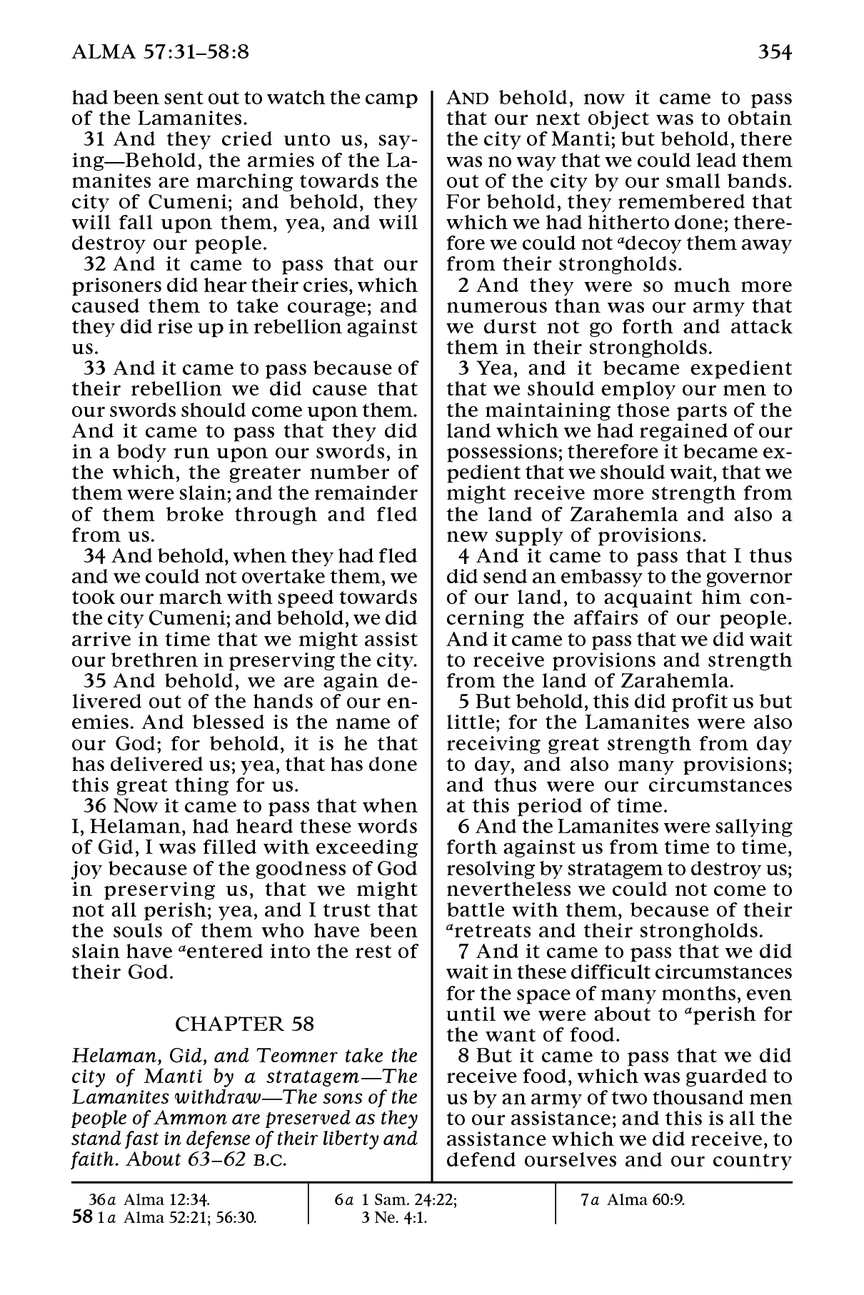 ALMA 57:31–58:8 354
had been sent out to watch the camp
of the Lamanites.
31 And they cried unto us, say-
ing—Behold, the armies of the La-
manites are marching towards the
city of Cumeni; and behold, they
will fall upon them, yea, and will
destroy our people.
32 And it came to pass that our
prisoners did hear their cries, which
caused them to take courage; and
they did rise up in rebellion against
us.
33 And it came to pass because of
their rebellion we did cause that
our swords should come upon them.
And it came to pass that they did
in a body run upon our swords, in
the which, the greater number of
them were slain; and the remainder
of them broke through and fled
from us.
34 And behold, when they had fled
and we could not overtake them, we
took our march with speed towards
the city Cumeni; and behold, we did
arrive in time that we might assist
our brethren in preserving the city.
35 And behold, we are again de-
livered out of the hands of our en-
emies. And blessed is the name of
our God; for behold, it is he that
has delivered us; yea, that has done
this great thing for us.
36 Now it came to pass that when
I, Helaman, had heard these words
of Gid, I was filled with exceeding
joy because of the goodness of God
in preserving us, that we might
not all perish; yea, and I trust that
the souls of them who have been
slain have aentered into the rest of
their God.
CHAPTER 58
Helaman, Gid, and Teomner take the
city of Manti by a stratagem—The
Lamanites withdraw—The sons of the
people of Ammon are preserved as they
stand fast in defense of their liberty and
faith. About 63–62 B.C.
AND behold, now it came to pass
that our next object was to obtain
the city of Manti; but behold, there
was no way that we could lead them
out of the city by our small bands.
For behold, they remembered that
which we had hitherto done; there-
fore we could not adecoy them away
from their strongholds.
2 And they were so much more
numerous than was our army that
we durst not go forth and attack
them in their strongholds.
3 Yea, and it became expedient
that we should employ our men to
the maintaining those parts of the
land which we had regained of our
possessions; therefore it became ex-
pedient that we should wait, that we
might receive more strength from
the land of Zarahemla and also a
new supply of provisions.
4 And it came to pass that I thus
did send an embassy to the governor
of our land, to acquaint him con-
cerning the affairs of our people.
And it came to pass that we did wait
to receive provisions and strength
from the land of Zarahemla.
5 But behold, this did profit us but
little; for the Lamanites were also
receiving great strength from day
to day, and also many provisions;
and thus were our circumstances
at this period of time.
6 And the Lamanites were sallying
forth against us from time to time,
resolving by stratagem to destroy us;
nevertheless we could not come to
battle with them, because of their
aretreats and their strongholds.
7 And it came to pass that we did
wait in these difficult circumstances
for the space of many months, even
until we were about to aperish for
the want of food.
8 But it came to pass that we did
receive food, which was guarded to
us by an army of two thousand men
to our assistance; and this is all the
assistance which we did receive, to
defend ourselves and our country
36a Alma 12:34.
58 1a Alma 52:21; 56:30.
6a 1 Sam. 24:22;
3 Ne. 4:1.
7a Alma 60:9.